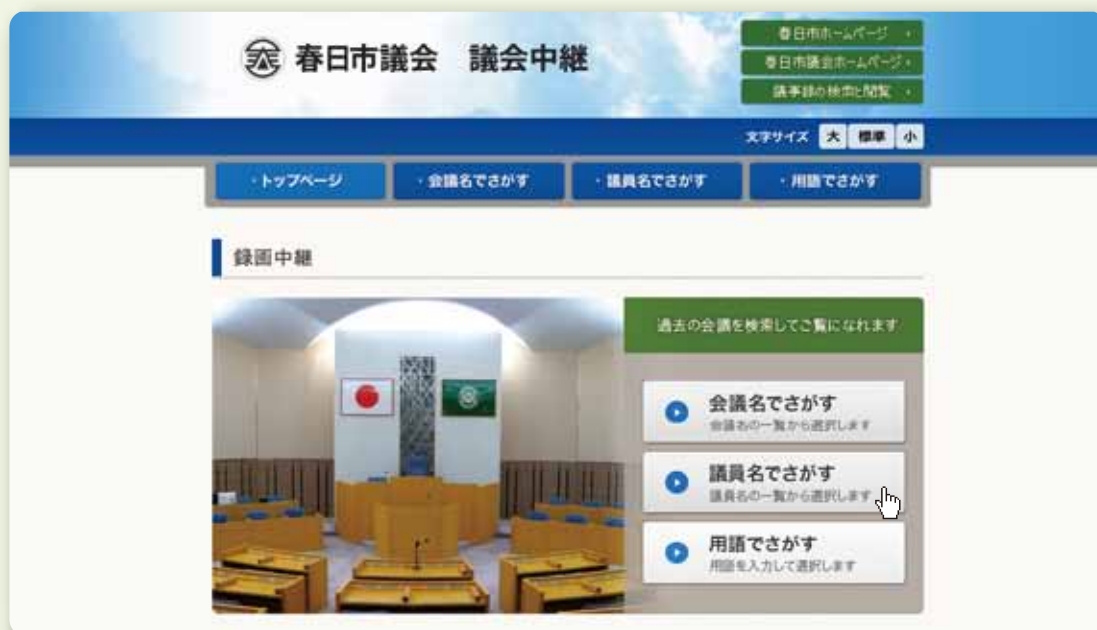 春日市議会 議会中継
春日市ホームページ
春日市議会ホームページ
議事録の検索と閲覧
文字サイズ 大 標準 小
・トップページ
・会議名でさがす
・議員名でさがす
・用語でさがす
録画中継
過去の会議を検索してご覧になれます
会議名でさがす
会議名の一覧から選択します
議員名でさがす
議員名の一覧から選択します
用語でさがす
用語を入力して選択します